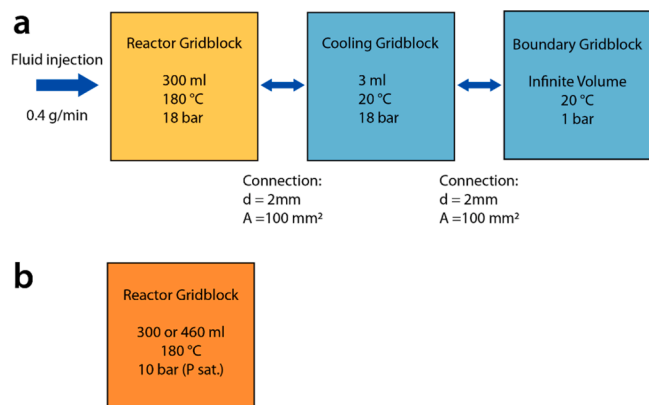 a
Fluid injection
0.4 g/min
Reactor Gridblock
300 ml
180 °C
18 bar
Cooling Gridblock
3 ml
20 °C
18 bar
Boundary Gridblock
Infinite Volume
20 °C
1 bar
Connection:
d = 2mm
A =100 mm²
Connection:
d = 2mm
A =100 mm²
b
Reactor Gridblock
300 or 460 ml
180 °C
10 bar (P sat.)